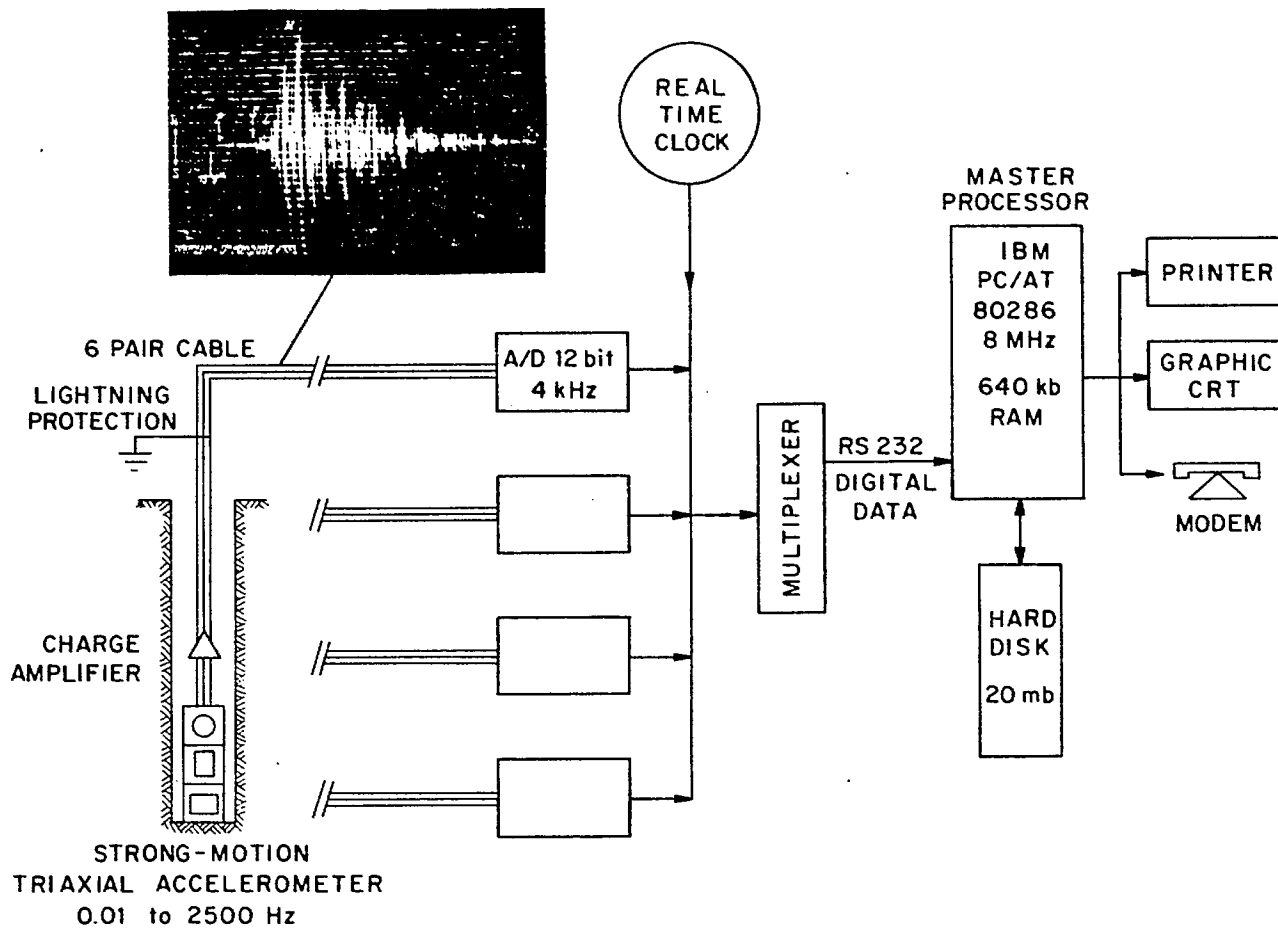 REAL
TIME
CLOCK
MASTER
PROCESSOR
IBM
PC/AT
80286
8 MHz
640 kb
RAM
PRINTER
GRAPHIC
CRT
MODEM
6 PAIR CABLE
LIGHTNING
PROTECTION
A/D 12 bit
4 kHz
MULTIPLEXER
RS 232
DIGITAL
DATA
HARD
DISK
20 mb
CHARGE
AMPLIFIER
STRONG-MOTION
TRIAXIAL ACCELEROMETER
0.01 to 2500 Hz